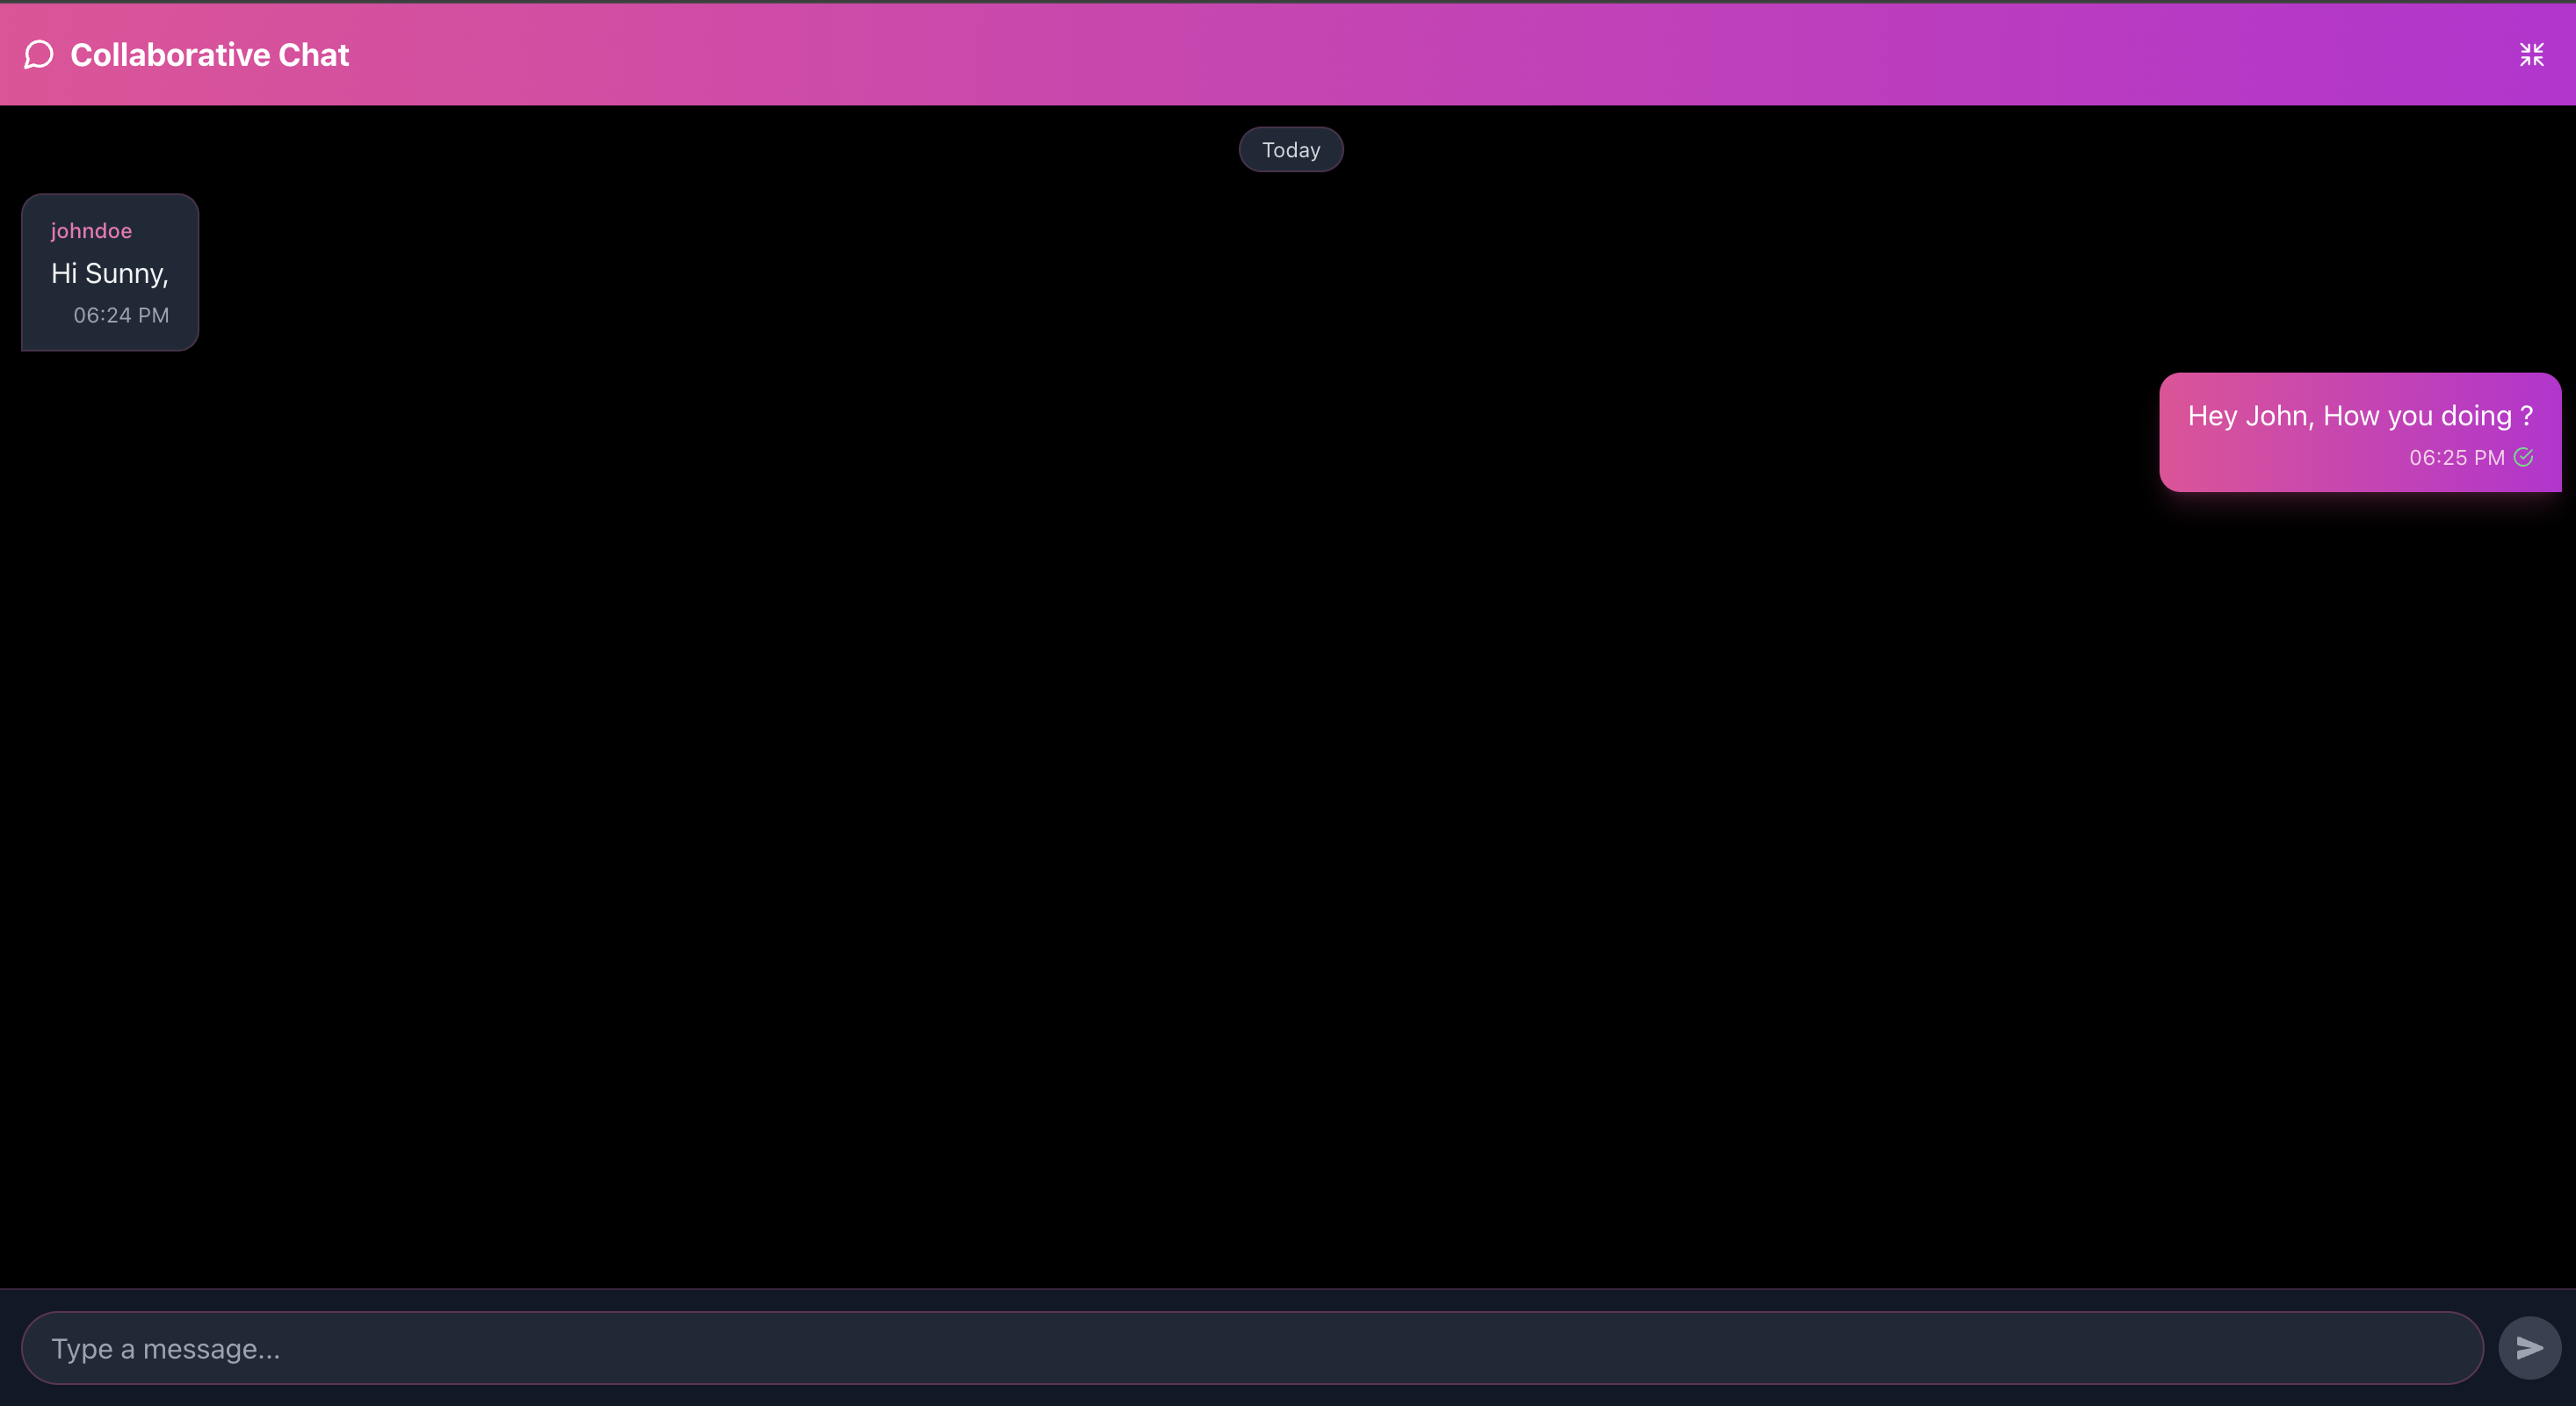 Collaborative Chat
Today
johndoe
Hi Sunny,
06:24 PM
Hey John, How you doing ?
06:25 PM
Type a message...